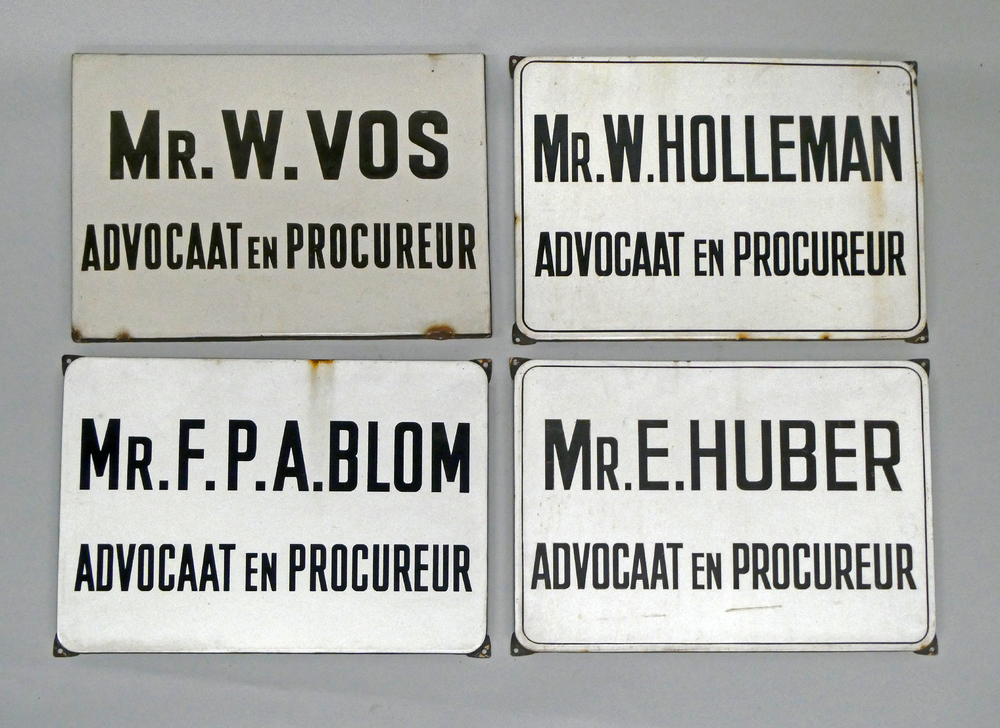 Mr. W. VOS
ADVOCAAT EN PROCUREUR
Mr. W. HOLLEMAN
ADVOCAAT EN PROCUREUR
Mr. F.P.A. BLOM
ADVOCAAT EN PROCUREUR
Mr. E. HUBER
ADVOCAAT EN PROCUREUR